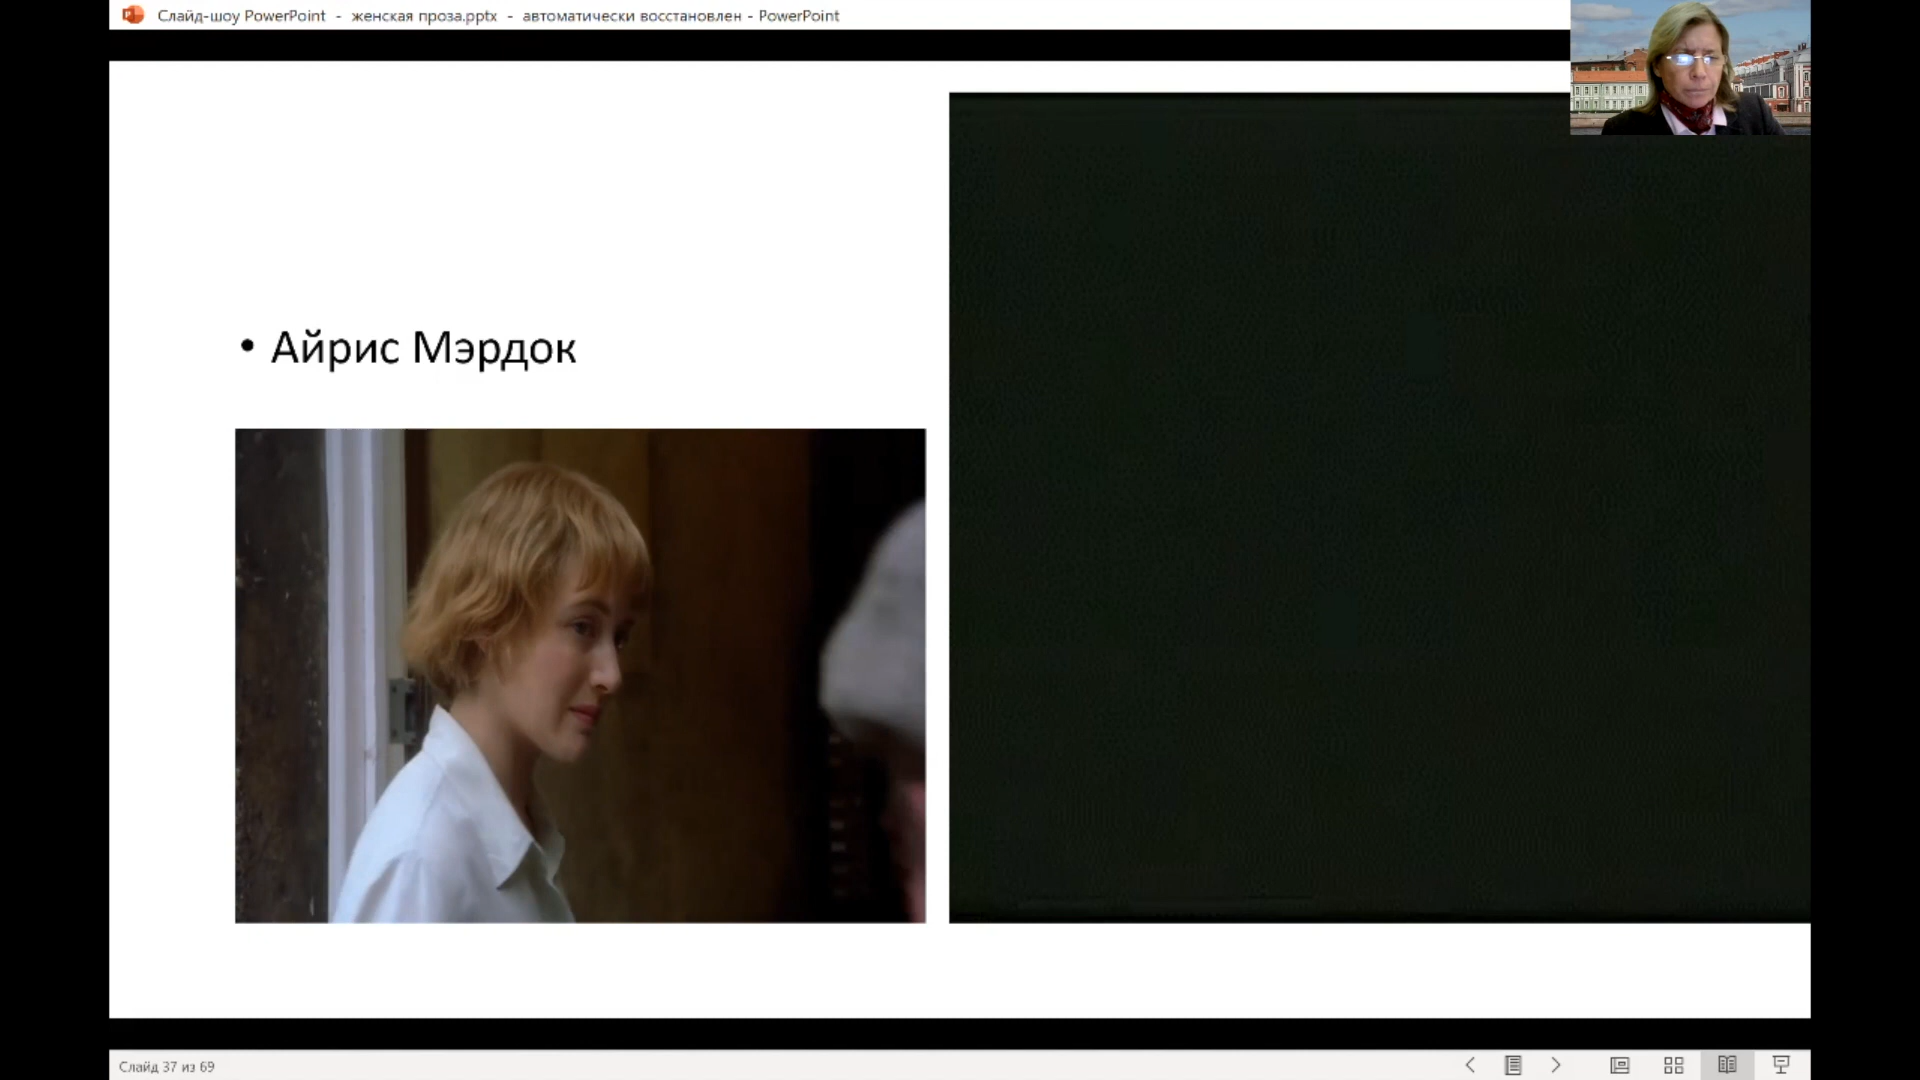 Слайд-шоу PowerPoint - женская проза.pptx - автоматически восстановлен - PowerPoint
• Айрис Мэрдок
Слайд 37 из 69